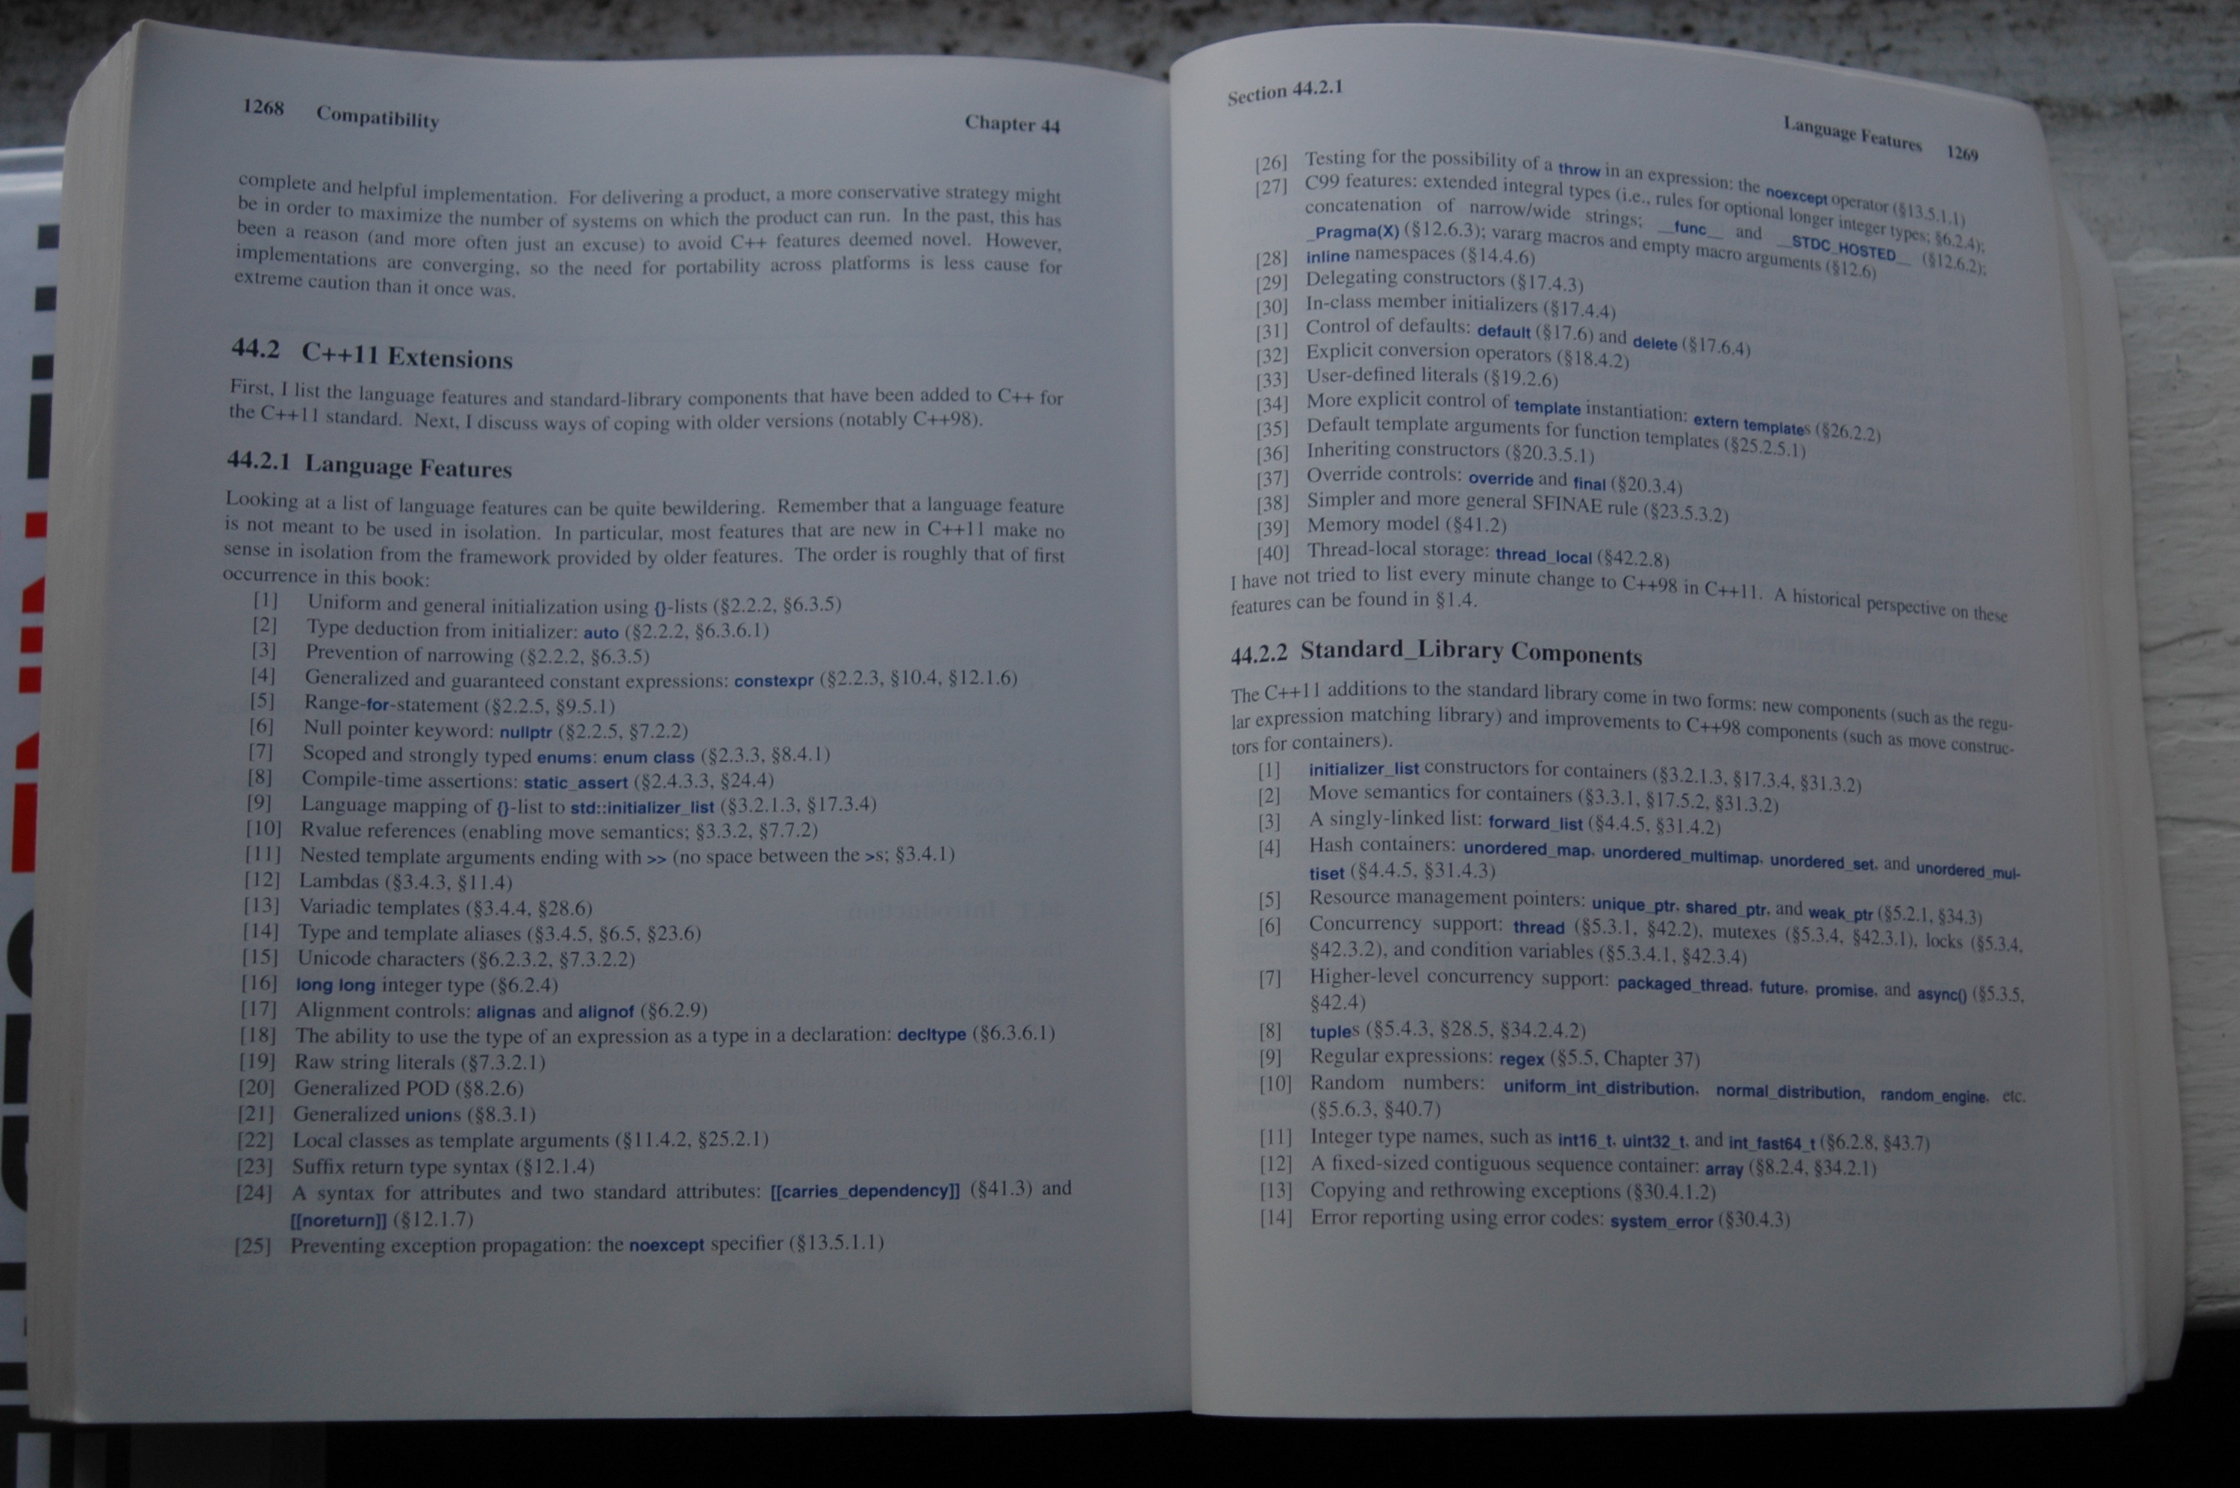 1268 Compatibility Chapter 44
complete and helpful implementation. For delivering a product, a more conservative strategy might
be in order to maximize the number of systems on which the product can run. In the past, this has
been a reason (and more often just an excuse) to avoid C++ features deemed novel. However,
implementations are converging, so the need for portability across platforms is less cause for
extreme caution than it once was.
44.2 C++11 Extensions
First, I list the language features and standard-library components that have been added to C++ for
the C++11 standard. Next, I discuss ways of coping with older versions (notably C++98).
44.2.1 Language Features
Looking at a list of language features can be quite bewildering. Remember that a language feature
is not meant to be used in isolation. In particular, most features that are new in C++11 make no
sense in isolation from the framework provided by older features. The order is roughly that of first
occurrence in this book:
[1] Uniform and general initialization using {}-lists (§2.2.2, §6.3.5)
[2] Type deduction from initializer: auto (§2.2.2, §6.3.6.1)
[3] Prevention of narrowing (§2.2.2, §6.3.5)
[4] Generalized and guaranteed constant expressions: constexpr (§2.2.3, §10.4, §12.1.6)
[5] Range-for-statement (§2.2.5, §9.5.1)
[6] Null pointer keyword: nullptr (§2.2.5, §7.2.2)
[7] Scoped and strongly typed enums: enum class (§2.3.3, §8.4.1)
[8] Compile-time assertions: static_assert (§2.4.3.3, §24.4)
[9] Language mapping of {}-list to std::initializer_list (§3.2.1.3, §17.3.4)
[10] Rvalue references (enabling move semantics; §3.3.2, §7.7.2)
[11] Nested template arguments ending with >> (no space between the >s; §3.4.1)
[12] Lambdas (§3.4.3, §11.4)
[13] Variadic templates (§3.4.4, §28.6)
[14] Type and template aliases (§3.4.5, §6.5, §23.6)
[15] Unicode characters (§6.2.3.2, §7.3.2.2)
[16] long long integer type (§6.2.4)
[17] Alignment controls: alignas and alignof (§6.2.9)
[18] The ability to use the type of an expression as a type in a declaration: decltype (§6.3.6.1)
[19] Raw string literals (§7.3.2.1)
[20] Generalized POD (§8.2.6)
[21] Generalized unions (§8.3.1)
[22] Local classes as template arguments (§11.4.2, §25.2.1)
[23] Suffix return type syntax (§12.1.4)
[24] A syntax for attributes and two standard attributes: [[carries_dependency]] (§41.3) and
[[noreturn]] (§12.1.7)
[25] Preventing exception propagation: the noexcept specifier (§13.5.1.1)
Section 44.2.1 Language Features 1269
[26] Testing for the possibility of a throw in an expression: the noexcept operator (§13.5.1.1)
[27] C99 features: extended integral types (i.e., rules for optional longer integer types; §6.2.4);
concatenation of narrow/wide strings; __func__ and __STDC_HOSTED__ (§12.6.2);
_Pragma(X) (§12.6.3); vararg macros and empty macro arguments (§12.6)
[28] inline namespaces (§14.4.6)
[29] Delegating constructors (§17.4.3)
[30] In-class member initializers (§17.4.4)
[31] Control of defaults: default (§17.6) and delete (§17.6.4)
[32] Explicit conversion operators (§18.4.2)
[33] User-defined literals (§19.2.6)
[34] More explicit control of template instantiation: extern templates (§26.2.2)
[35] Default template arguments for function templates (§25.2.5.1)
[36] Inheriting constructors (§20.3.5.1)
[37] Override controls: override and final (§20.3.4)
[38] Simpler and more general SFINAE rule (§23.5.3.2)
[39] Memory model (§41.2)
[40] Thread-local storage: thread_local (§42.2.8)
I have not tried to list every minute change to C++98 in C++11. A historical perspective on these
features can be found in §1.4.
44.2.2 Standard_Library Components
The C++11 additions to the standard library come in two forms: new components (such as the regu-
lar expression matching library) and improvements to C++98 components (such as move construc-
tors for containers).
[1] initializer_list constructors for containers (§3.2.1.3, §17.3.4, §31.3.2)
[2] Move semantics for containers (§3.3.1, §17.5.2, §31.3.2)
[3] A singly-linked list: forward_list (§4.4.5, §31.4.2)
[4] Hash containers: unordered_map, unordered_multimap, unordered_set, and unordered_mul-
tiset (§4.4.5, §31.4.3)
[5] Resource management pointers: unique_ptr, shared_ptr, and weak_ptr (§5.2.1, §34.3)
[6] Concurrency support: thread (§5.3.1, §42.2), mutexes (§5.3.4, §42.3.1), locks (§5.3.4,
§42.3.2), and condition variables (§5.3.4.1, §42.3.4)
[7] Higher-level concurrency support: packaged_thread, future, promise, and async() (§5.3.5,
§42.4)
[8] tuples (§5.4.3, §28.5, §34.2.4.2)
[9] Regular expressions: regex (§5.5, Chapter 37)
[10] Random numbers: uniform_int_distribution, normal_distribution, random_engine, etc.
(§5.6.3, §40.7)
[11] Integer type names, such as int16_t, uint32_t, and int_fast64_t (§6.2.8, §43.7)
[12] A fixed-sized contiguous sequence container: array (§8.2.4, §34.2.1)
[13] Copying and rethrowing exceptions (§30.4.1.2)
[14] Error reporting using error codes: system_error (§30.4.3)